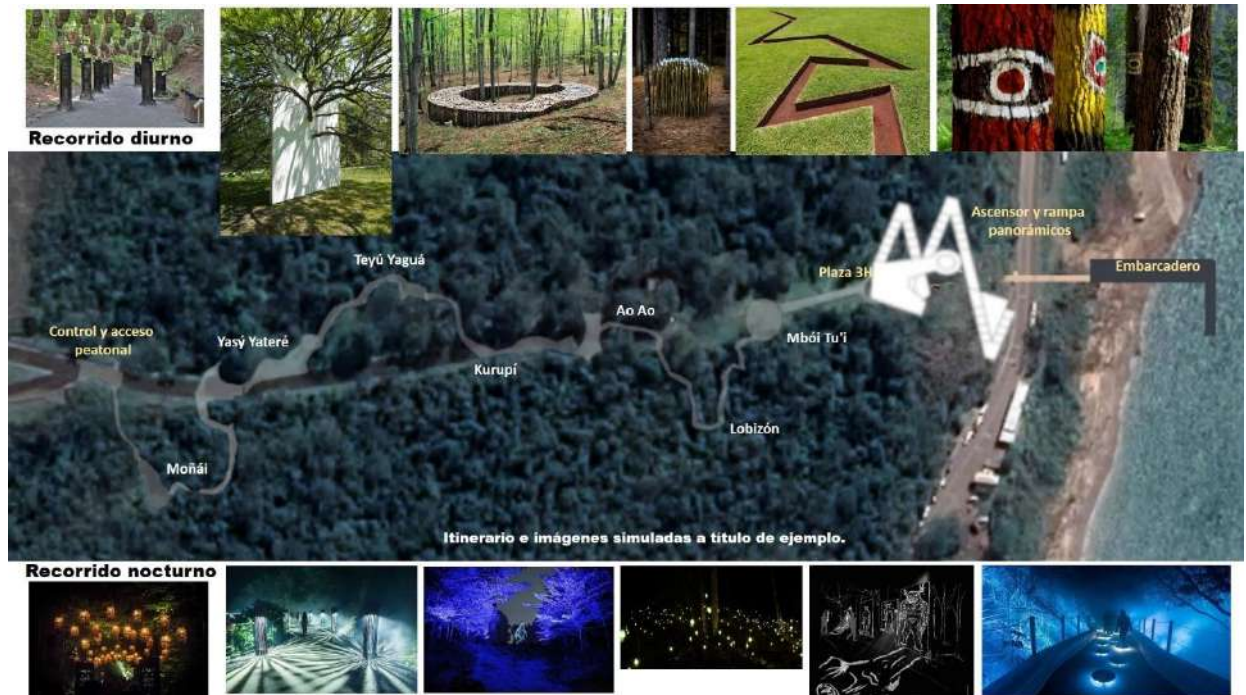 Recorrido diurno
Ascensor y rampa
panorámicos
Teyú Yaguá
Plaza 3H
Embarcadero
Ao Ao
Control y acceso
peatonal
Yasý Yateré
Mbói Tu'i
Kurupí
Lobizón
Moñái
Itinerario e imágenes simuladas a título de ejemplo.
Recorrido nocturno